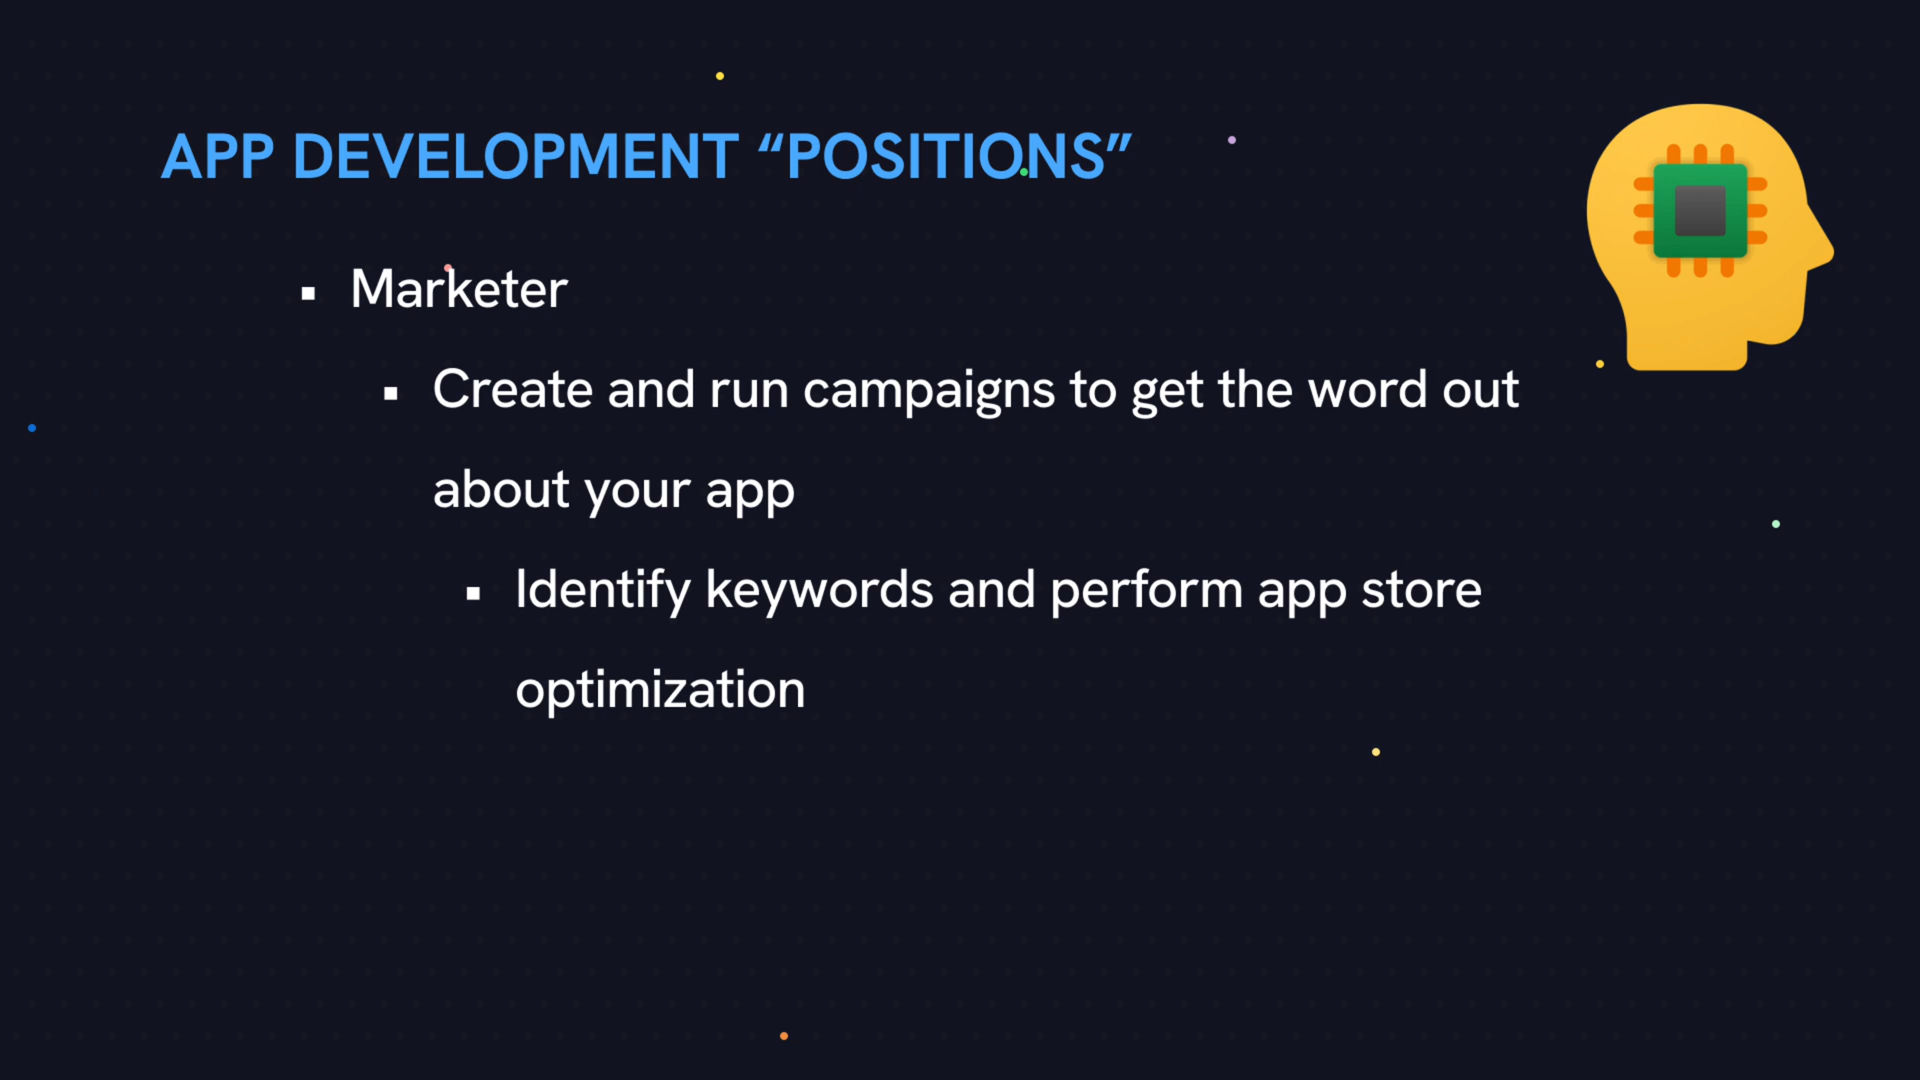 APP DEVELOPMENT “POSITIONS”
▪ Marketer
▪ Create and run campaigns to get the word out
about your app
▪ Identify keywords and perform app store
optimization